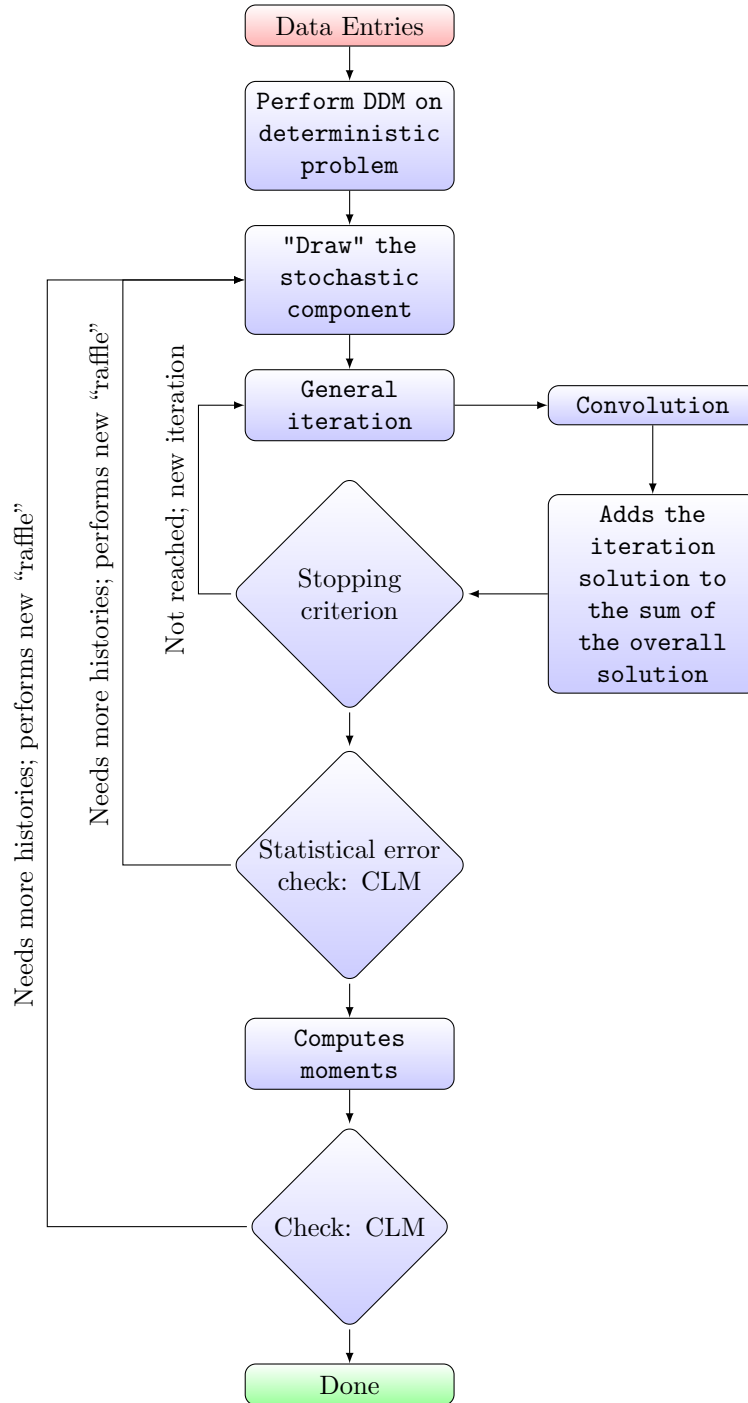 Data Entries
Perform DDM on
deterministic
problem
"Draw" the
stochastic
component
General
iteration
Convolution
Adds the
iteration
solution to
the sum of
the overall
solution
Stopping
criterion
Not reached; new iteration
Needs more histories; performs new “raffle”
Needs more histories; performs new “raffle”
Statistical error
check: CLM
Computes
moments
Check: CLM
Done